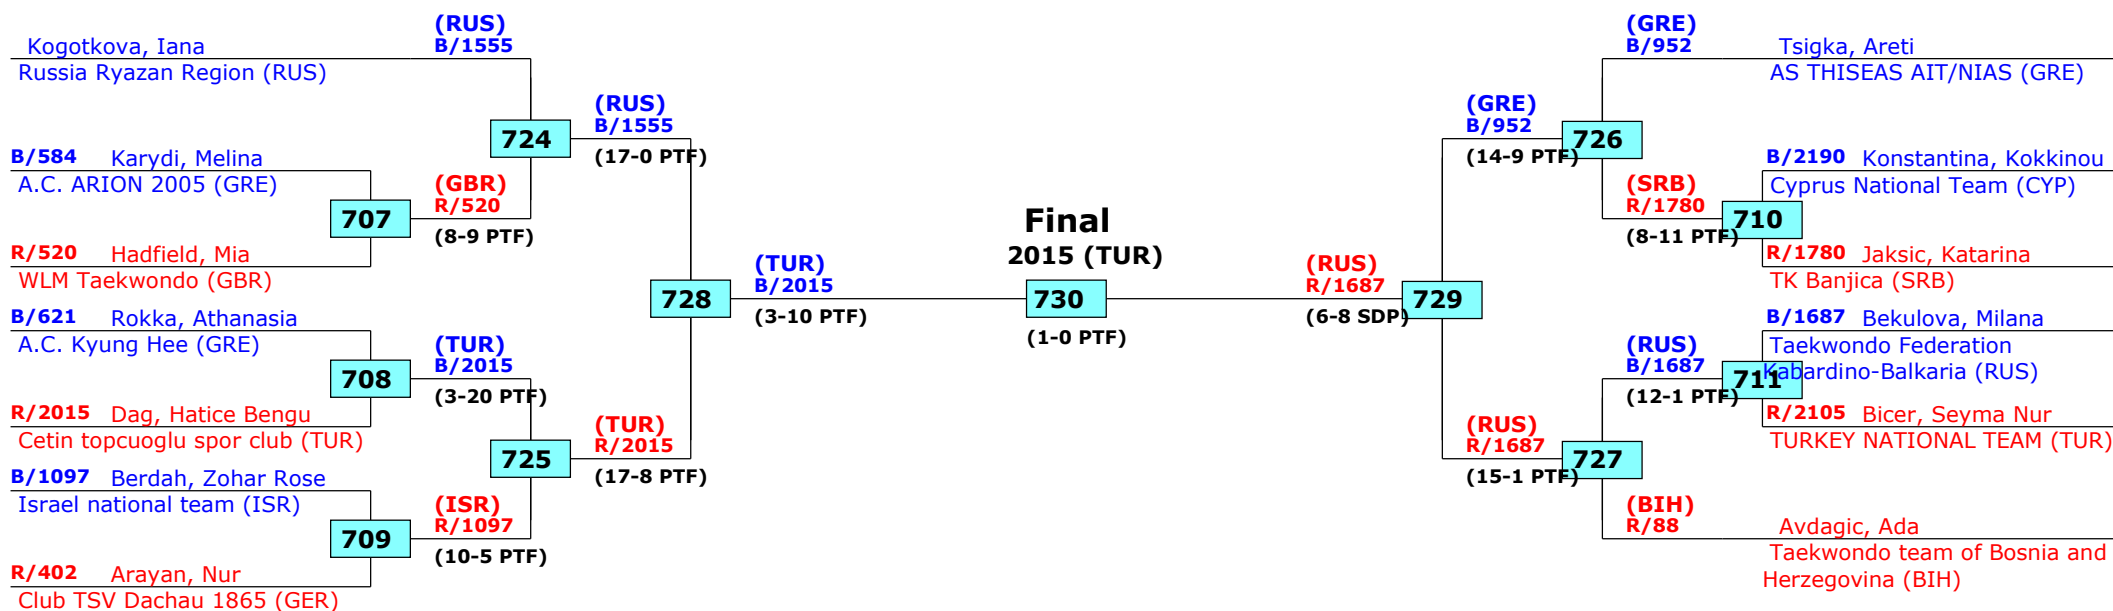 (RUS)
B/1555
Kogotkova, Iana
Russia Ryazan Region (RUS)
(RUS)
B/1555
724
(17-0 PTF)
B/584 Karydi, Melina
A.C. ARION 2005 (GRE)
(GBR)
R/520
707
(8-9 PTF)
R/520 Hadfield, Mia
WLM Taekwondo (GBR)
(TUR)
B/2015
728
(3-10 PTF)
B/621 Rokka, Athanasia
A.C. Kyung Hee (GRE)
(TUR)
B/2015
708
(3-20 PTF)
R/2015 Dag, Hatice Bengu
Cetin topcuoglu spor club (TUR)
(TUR)
R/2015
725
(17-8 PTF)
B/1097 Berdah, Zohar Rose
Israel national team (ISR)
(ISR)
R/1097
709
(10-5 PTF)
R/402 Arayan, Nur
Club TSV Dachau 1865 (GER)
Final
2015 (TUR)
730
(1-0 PTF)
(GRE)
B/952
Tsigka, Areti
AS THISEAS AIT/NIAS (GRE)
(GRE)
B/952
726
(14-9 PTF)
B/2190 Konstantina, Kokkinou
Cyprus National Team (CYP)
(SRB)
R/1780
710
(8-11 PTF)
R/1780 Jaksic, Katarina
TK Banjica (SRB)
(RUS)
R/1687
729
(6-8 SDP)
B/1687 Bekulova, Milana
Taekwondo Federation
Kabardino-Balkaria (RUS)
(RUS)
B/1687
711
(12-1 PTF)
R/2105 Bicer, Seyma Nur
TURKEY NATIONAL TEAM (TUR)
(RUS)
R/1687
727
(15-1 PTF)
(BIH)
R/88
Avdagic, Ada
Taekwondo team of Bosnia and
Herzegovina (BIH)